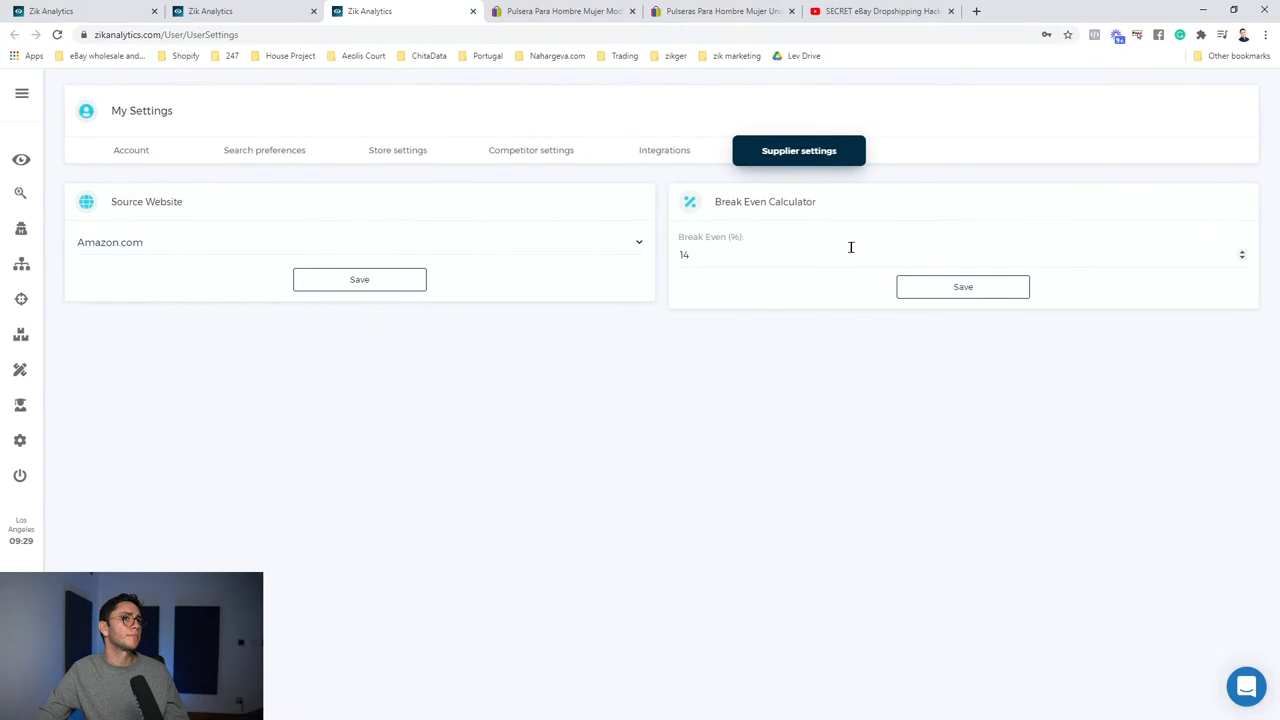 Zik Analytics
Zik Analytics
Zik Analytics
Pulsera Para Hombre Mujer Mod
Pulseras Para Hombre Mujer Uni
SECRET eBay Dropshipping Hack
zikanalytics.com/User/UserSettings
Apps
eBay wholesale and...
Shopify
247
House Project
Aeolis Court
ChitaData
Portugal
Nahargeva.com
Trading
zikger
zik marketing
Lev Drive
Other bookmarks
My Settings
Account
Search preferences
Store settings
Competitor settings
Integrations
Supplier settings
Source Website
Amazon.com
Save
Break Even Calculator
Break Even (%):
14
Save
Los
Angeles
09:29